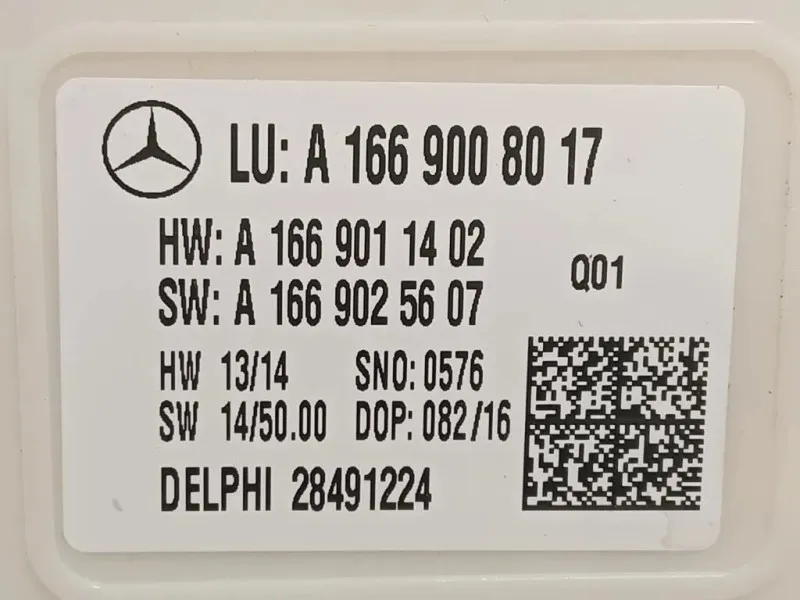 LU: A 166 900 80 17
HW: A 166 901 14 02
Q01
SW: A 166 902 56 07
HW 13/14 SNO: 0576
SW 14/50.00 DOP: 082/16
DELPHI 28491224